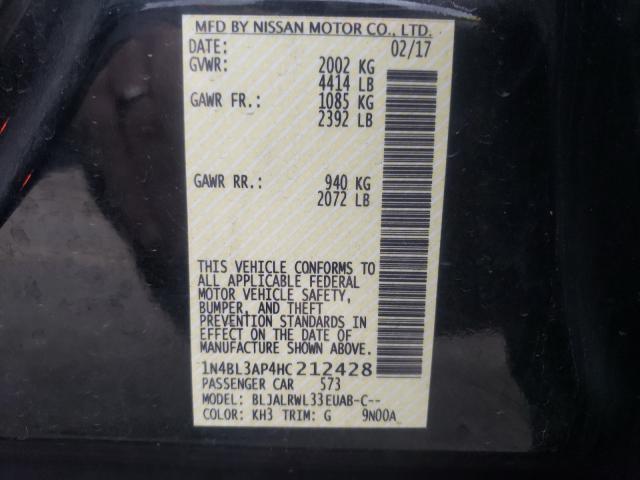 MFD BY NISSAN MOTOR CO., LTD.
DATE: 02/17
GVWR: 2002 KG
4414 LB
GAWR FR.: 1085 KG
2392 LB
GAWR RR.: 940 KG
2072 LB
THIS VEHICLE CONFORMS TO
ALL APPLICABLE FEDERAL
MOTOR VEHICLE SAFETY,
BUMPER, AND THEFT
PREVENTION STANDARDS IN
EFFECT ON THE DATE OF
MANUFACTURE SHOWN ABOVE.
1N4BL3AP4HC212428
PASSENGER CAR 573
MODEL: BLJALRWL33EUAB-C--
COLOR: KH3 TRIM: G 9N00A